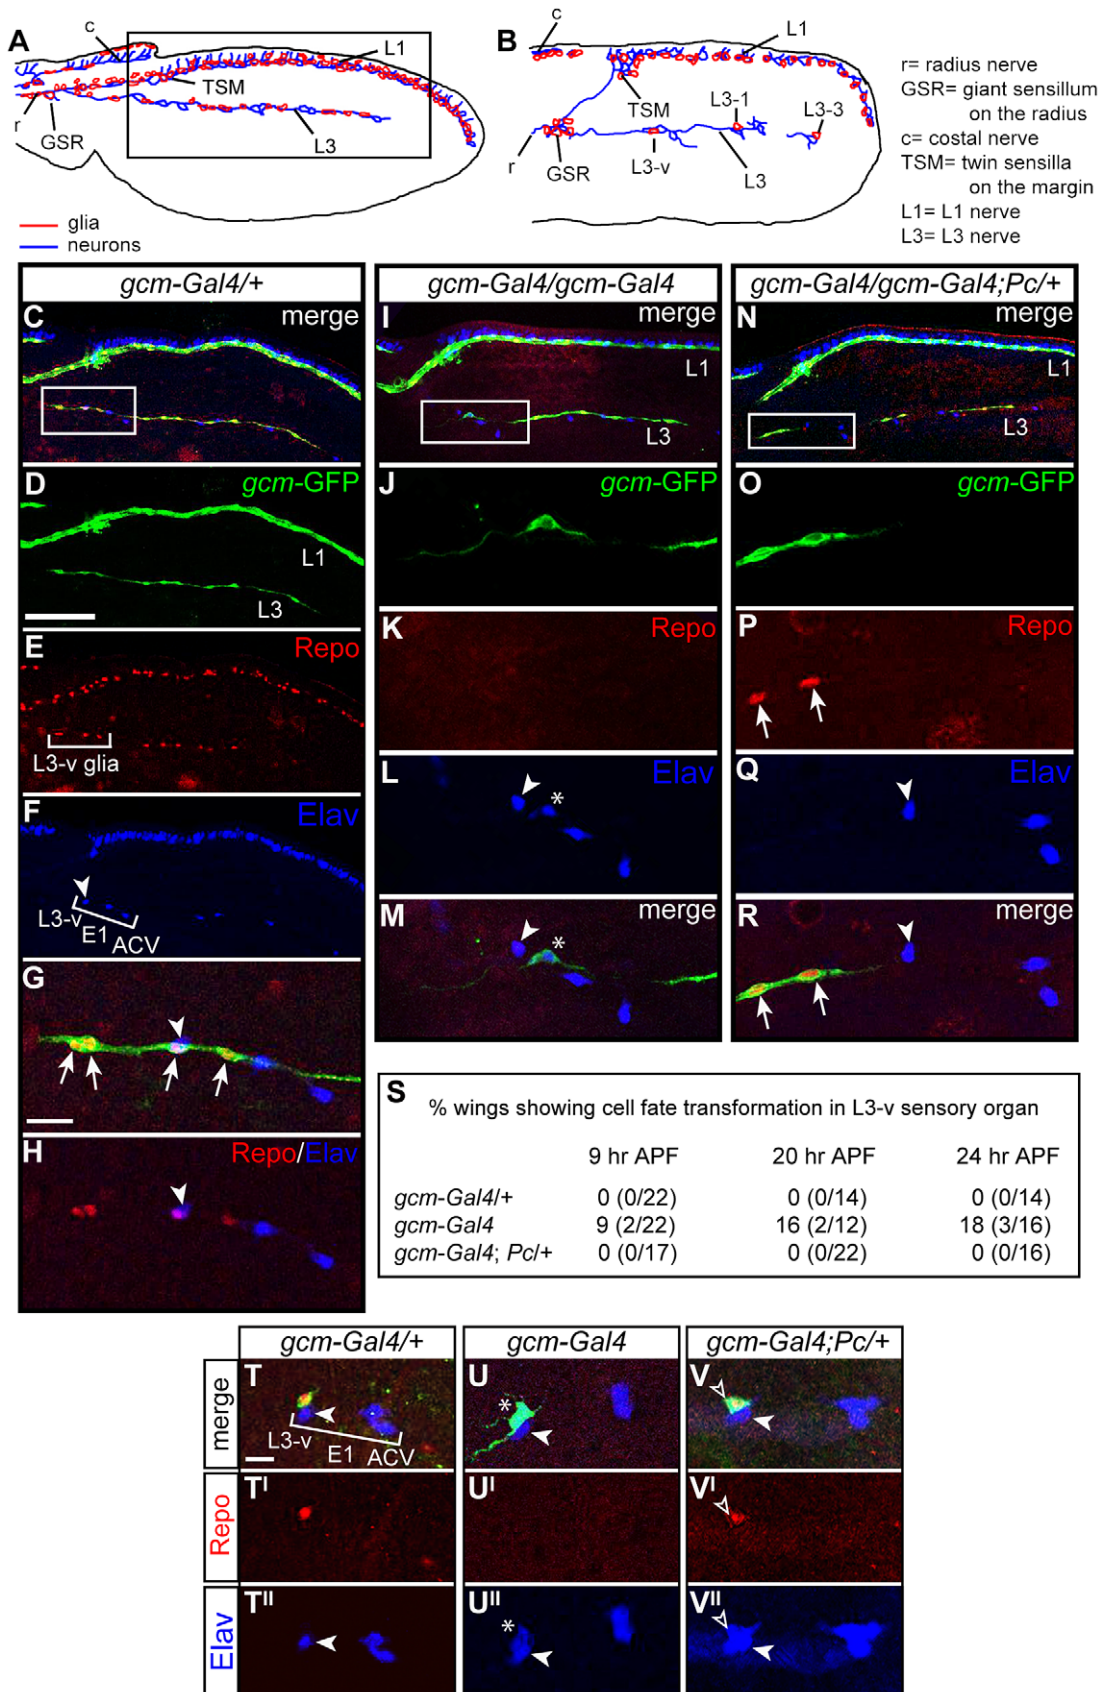 A
c
L1
TSM
r
GSR
L3
glia
neurons
B
c
L1
TSM
L3-1
L3-3
r
GSR
L3-v
L3
r= radius nerve
GSR= giant sensillum
on the radius
c= costal nerve
TSM= twin sensilla
on the margin
L1= L1 nerve
L3= L3 nerve
gcm-Gal4/+
C
merge
D
gcm-GFP
L1
L3
E
Repo
L3-v glia
F
Elav
L3-v
E1
ACV
G
H
Repo/Elav
gcm-Gal4/gcm-Gal4
I
merge
L1
L3
J
gcm-GFP
K
Repo
L
Elav
*
M
merge
*
gcm-Gal4/gcm-Gal4;Pc/+
N
merge
L1
L3
O
gcm-GFP
P
Repo
Q
Elav
R
merge
S
% wings showing cell fate transformation in L3-v sensory organ
9 hr APF 20 hr APF 24 hr APF
gcm-Gal4/+ 0 (0/22) 0 (0/14) 0 (0/14)
gcm-Gal4 9 (2/22) 16 (2/12) 18 (3/16)
gcm-Gal4; Pc/+ 0 (0/17) 0 (0/22) 0 (0/16)
gcm-Gal4/+
gcm-Gal4
gcm-Gal4;Pc/+
merge
T
L3-v
E1
ACV
U
*
V
Repo
T^I
U^I
V^I
Elav
T^II
U^II
*
V^II